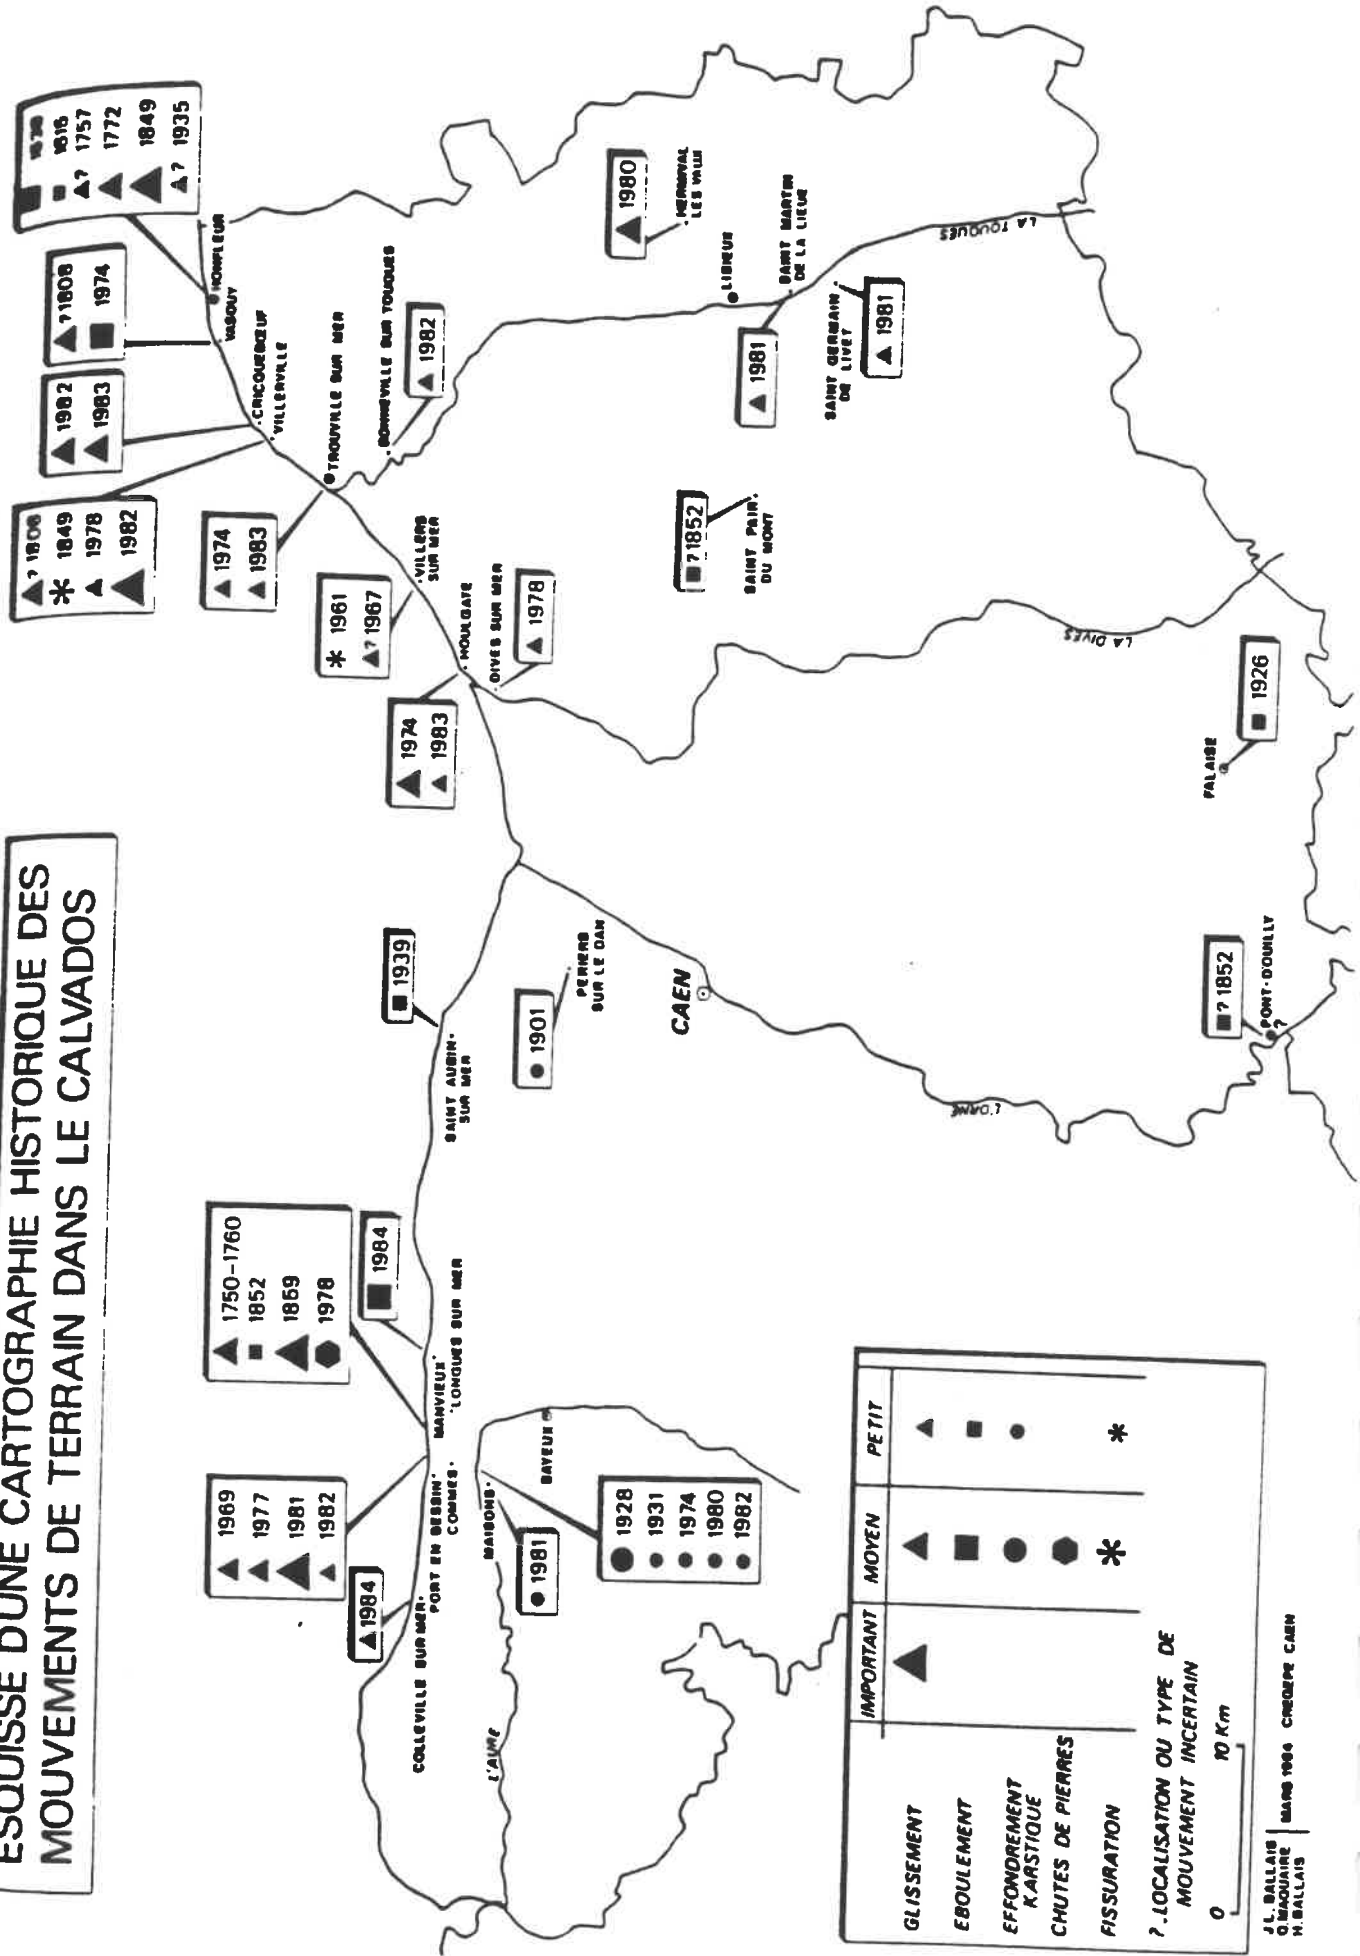 ESQUISSE D'UNE CARTOGRAPHIE HISTORIQUE DES
MOUVEMENTS DE TERRAIN DANS LE CALVADOS
1984
1969
1977
1981
1982
1750-1760
1852
1869
1978
1984
1939
1974
1983
1961
? 1967
1978
1974
1983
? 1808
1849
1978
1982
1982
1983
? 1808
1974
1616
? 1757
1772
1849
? 1935
1982
1980
1981
1981
? 1852
1926
? 1852
1901
1981
1928
1931
1974
1980
1982
COLLEVILLE SUR MER
PORT EN BESSIN
COMMES
MANVIEUX
LONGUES SUR MER
MAISONS
BAYEUX
L'AURE
SAINT AUBIN
SUR MER
PERIERS
SUR LE DAN
CAEN
L'ORNE
HOULGATE
DIVES SUR MER
VILLERS
SUR MER
TROUVILLE SUR MER
BONNEVILLE SUR TOUQUES
VILLERVILLE
CRICQUEBŒUF
VASOUY
HONFLEUR
LES VAUX
LISIEUX
SAINT MARTIN
DE LA LIEUE
SAINT GERMAIN
DE LIVET
LA TOUQUES
SAINT PAIR
DU MONT
LA DIVES
FALAISE
PONT-D'OUILLY
?
IMPORTANT MOYEN PETIT
GLISSEMENT
EBOULEMENT
EFFONDREMENT
KARSTIQUE
CHUTES DE PIERRES
FISSURATION
?. LOCALISATION OU TYPE DE
MOUVEMENT INCERTAIN
0 10 Km
J L. BALLAIS
O. MAQUAIRE
H. BALLAIS
MARS 1984 CREGEPE CAEN